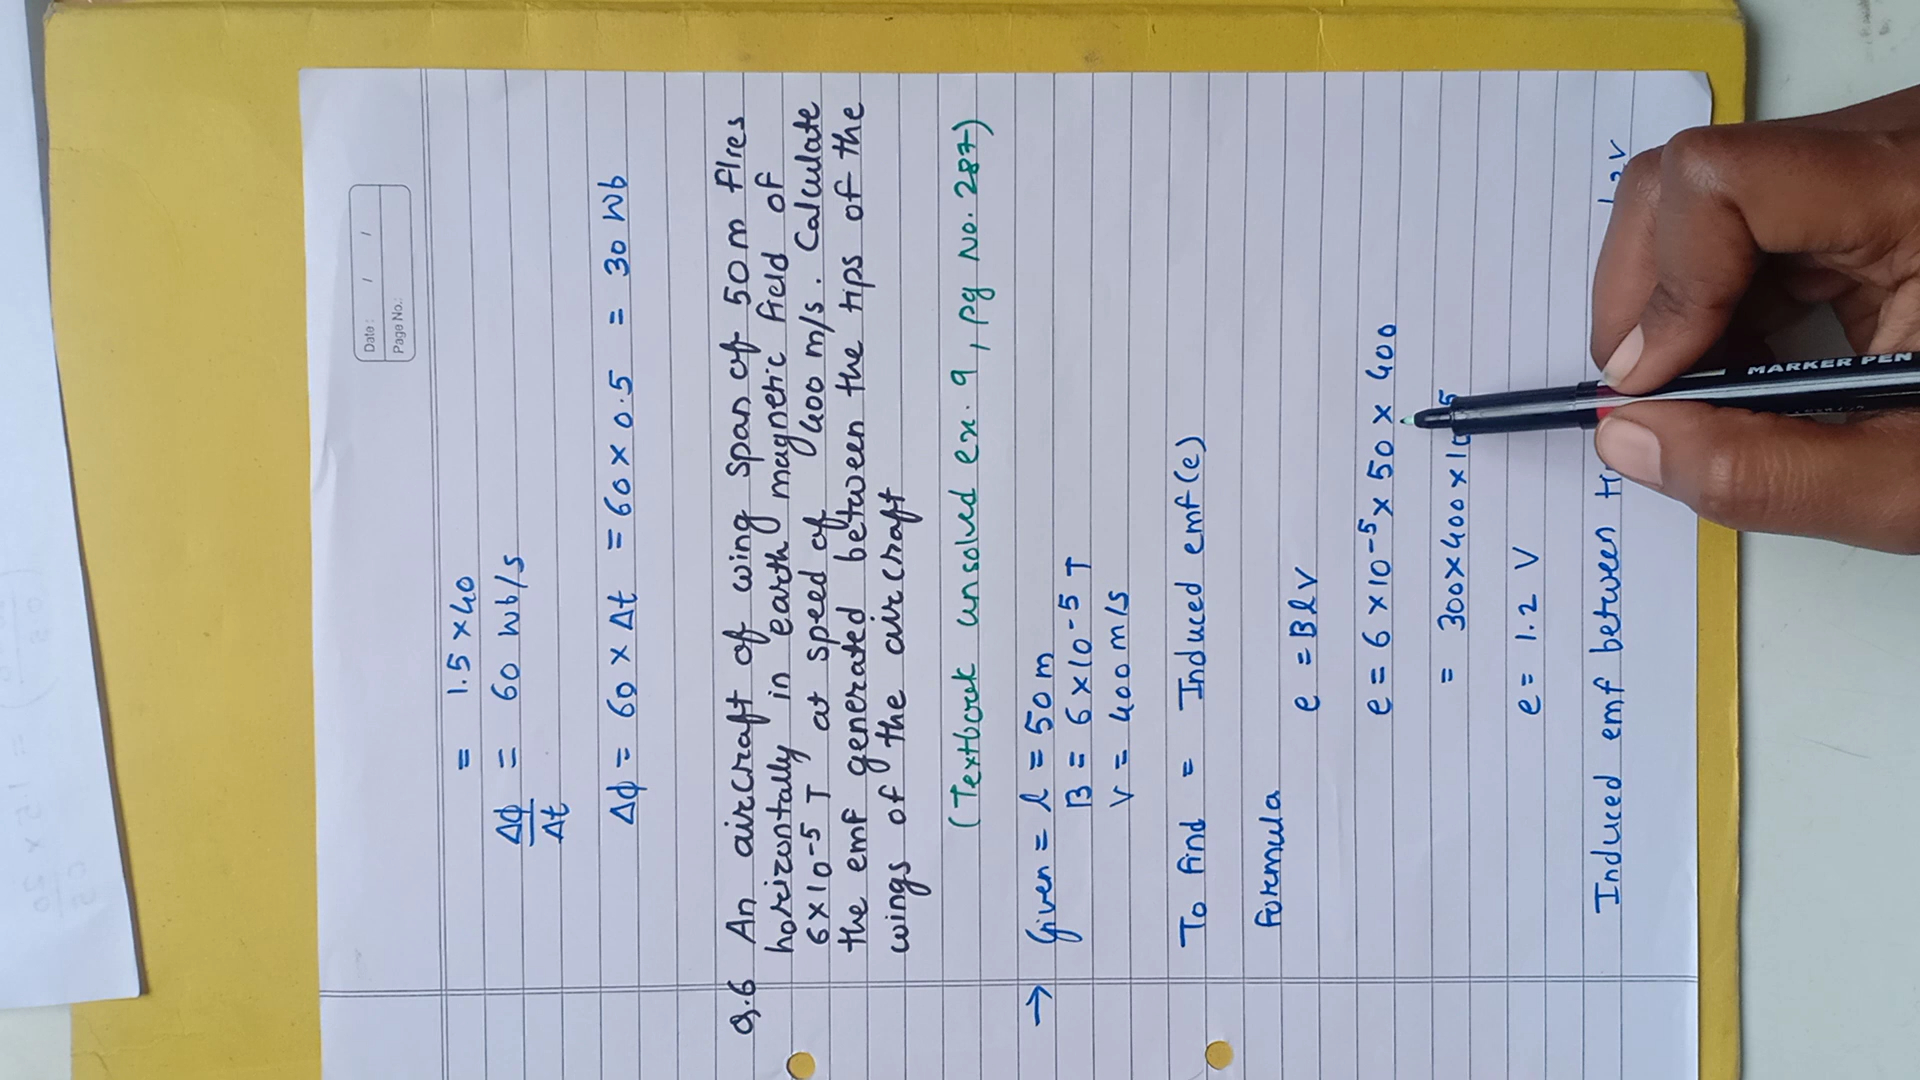 Date: / /
Page No.:
= 1.5 × 40
Δφ/Δt = 60 Wb/s
Δφ = 60 × Δt = 60 × 0.5 = 30 Wb
Q.6 An aircraft of wing span of 50 m flies
horizontally in earth magnetic field of
6×10⁻⁵ T at speed of 400 m/s. Calculate
the emf generated between the tips of the
wings of the aircraft
(Textbook unsolved ex. 9, pg No. 287)
→ Given = l = 50 m
B = 6 × 10⁻⁵ T
V = 400 m/s
To find = Induced emf (e)
Formula
e = BlV
e = 6 × 10⁻⁵ × 50 × 400
= 300 × 400 ×
e = 1.2 V
Induced emf between
MARKER PEN